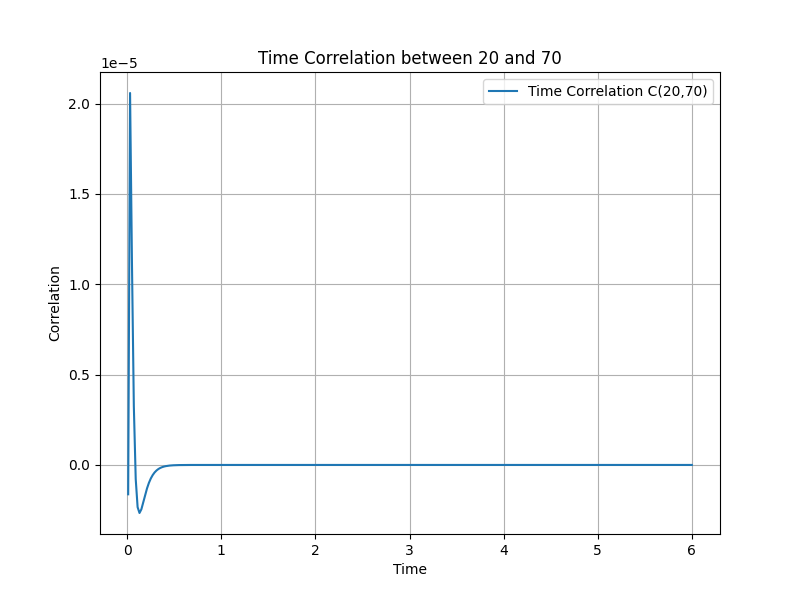 Time Correlation between 20 and 70
1e−5
Time Correlation C(20,70)
2.0
1.5
1.0
0.5
0.0
Correlation
0 1 2 3 4 5 6
Time